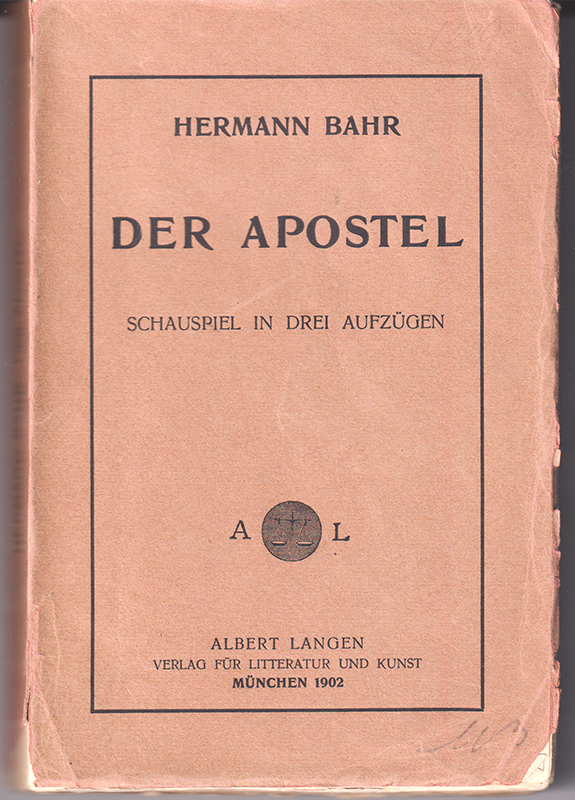 HERMANN BAHR
DER APOSTEL
SCHAUSPIEL IN DREI AUFZÜGEN
A L
ALBERT LANGEN
VERLAG FÜR LITTERATUR UND KUNST
MÜNCHEN 1902